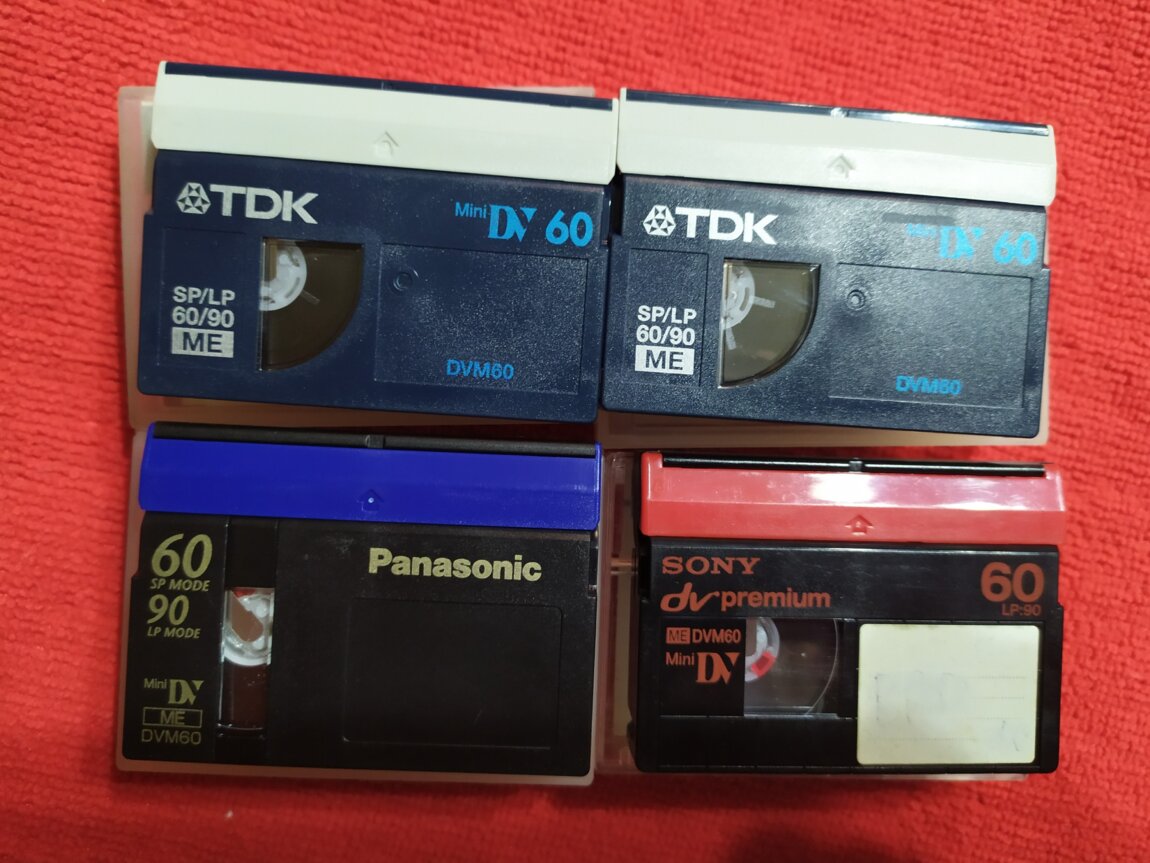 TDK
Mini DV 60
SP/LP
60/90
ME
DVM60
TDK
Mini DV 60
SP/LP
60/90
ME
DVM60
60
SP MODE
90
LP MODE
Panasonic
Mini DV
ME
DVM60
SONY
dv premium
60
LP:90
ME DVM60
Mini DV